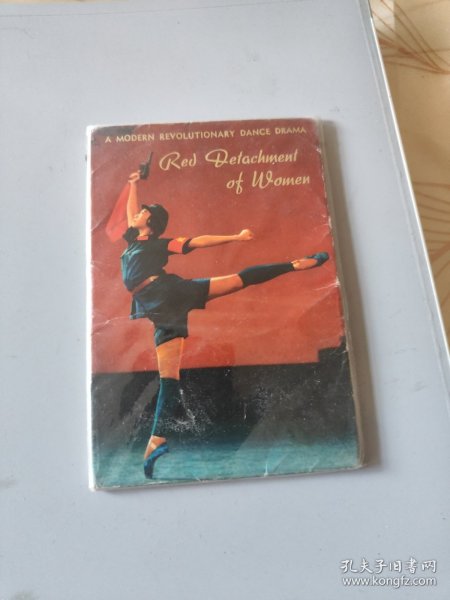 A MODERN REVOLUTIONARY DANCE DRAMA
Red Detachment
of Women
孔夫子旧书网
www.kongfz.com